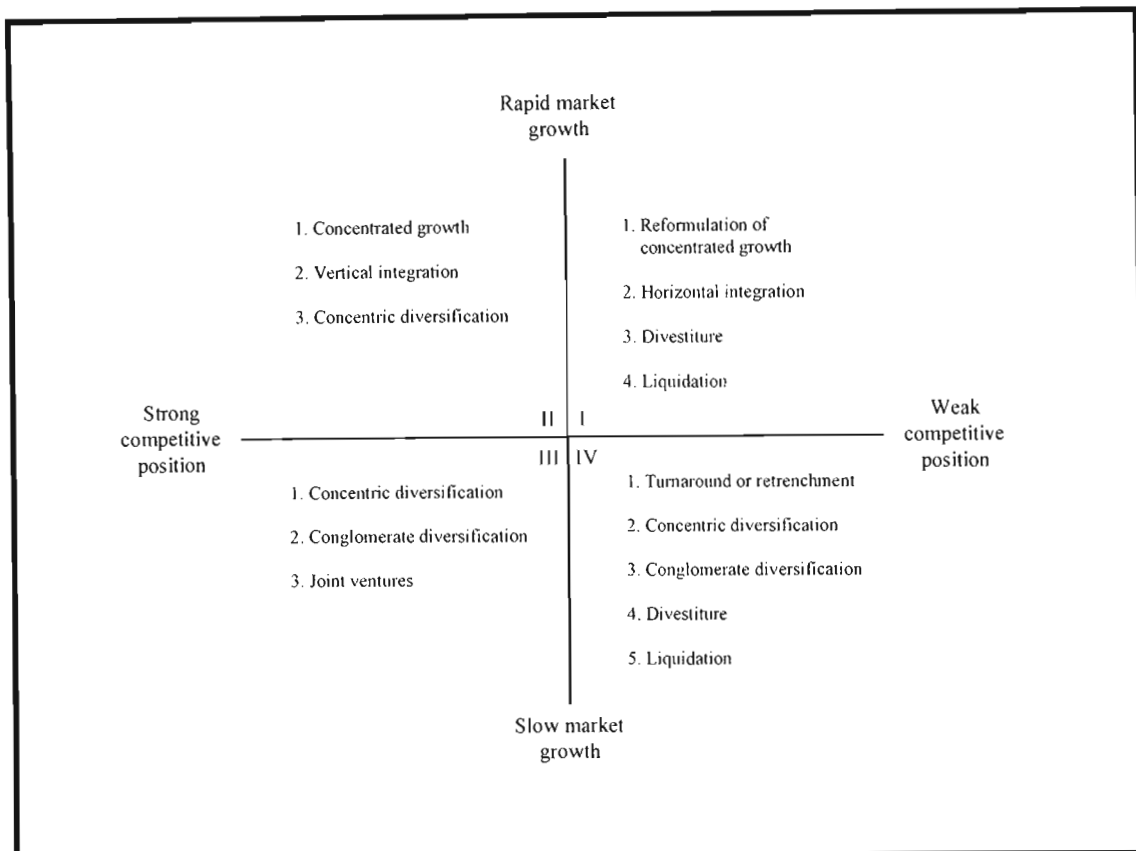 Rapid market
growth
1. Concentrated growth
2. Vertical integration
3. Concentric diversification
1. Reformulation of
concentrated growth
2. Horizontal integration
3. Divestiture
4. Liquidation
Strong
competitive
position
II
I
Weak
competitive
position
III
IV
1. Concentric diversification
2. Conglomerate diversification
3. Joint ventures
1. Turnaround or retrenchment
2. Concentric diversification
3. Conglomerate diversification
4. Divestiture
5. Liquidation
Slow market
growth